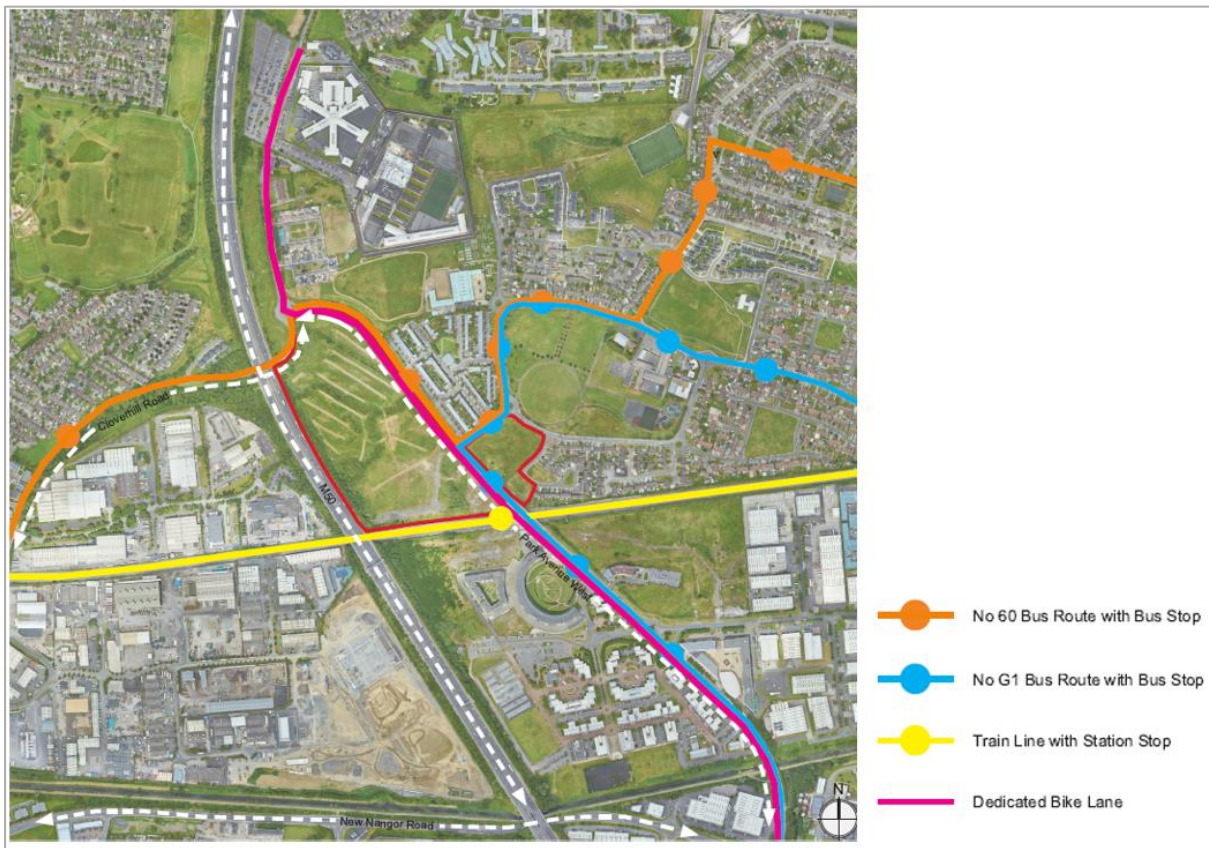 Cloverhill Road
M50
Park Avenue West
New Nangor Road
N
No 60 Bus Route with Bus Stop
No G1 Bus Route with Bus Stop
Train Line with Station Stop
Dedicated Bike Lane